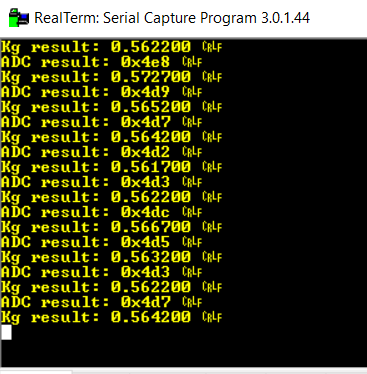 RealTerm: Serial Capture Program 3.0.1.44
Kg result: 0.562200 CRLF
ADC result: 0x4e8 CRLF
Kg result: 0.572700 CRLF
ADC result: 0x4d9 CRLF
Kg result: 0.565200 CRLF
ADC result: 0x4d7 CRLF
Kg result: 0.564200 CRLF
ADC result: 0x4d2 CRLF
Kg result: 0.561700 CRLF
ADC result: 0x4d3 CRLF
Kg result: 0.562200 CRLF
ADC result: 0x4dc CRLF
Kg result: 0.566700 CRLF
ADC result: 0x4d5 CRLF
Kg result: 0.563200 CRLF
ADC result: 0x4d3 CRLF
Kg result: 0.562200 CRLF
ADC result: 0x4d7 CRLF
Kg result: 0.564200 CRLF